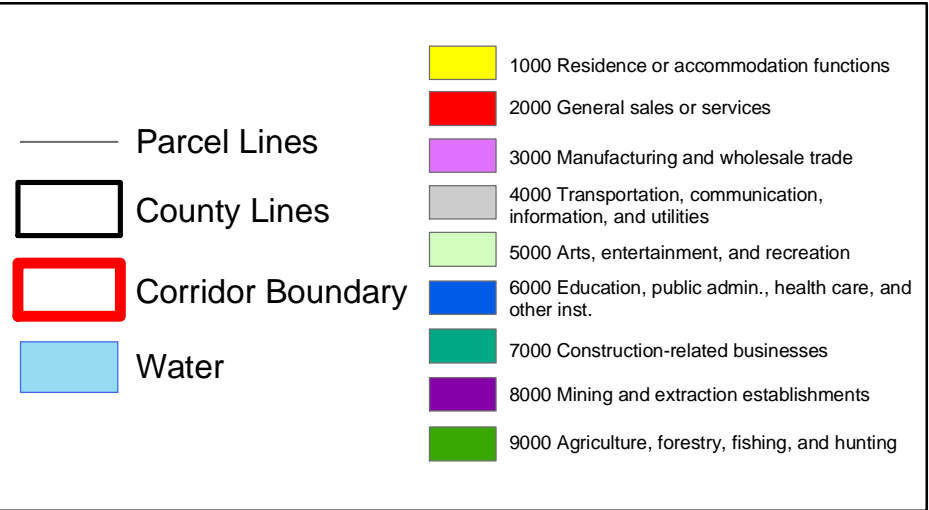 Parcel Lines
County Lines
Corridor Boundary
Water
1000 Residence or accommodation functions
2000 General sales or services
3000 Manufacturing and wholesale trade
4000 Transportation, communication,
information, and utilities
5000 Arts, entertainment, and recreation
6000 Education, public admin., health care, and
other inst.
7000 Construction-related businesses
8000 Mining and extraction establishments
9000 Agriculture, forestry, fishing, and hunting